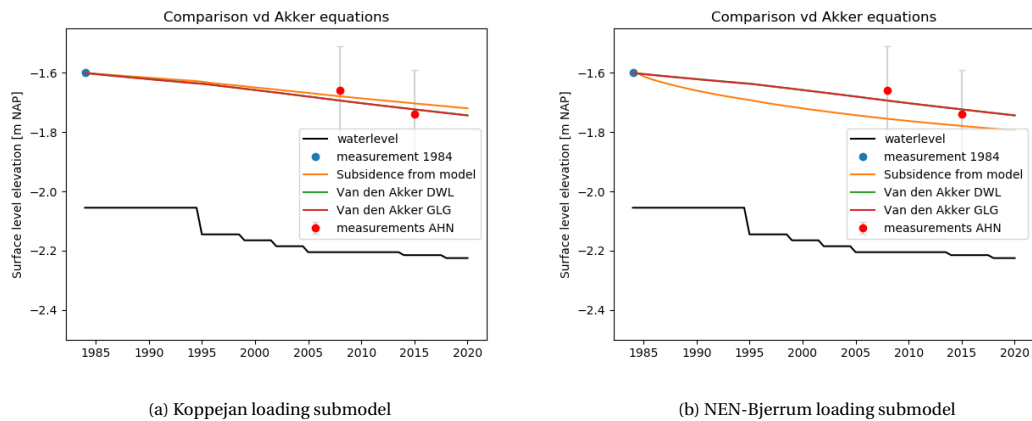 Comparison vd Akker equations
Surface level elevation [m NAP]
−1.6
−1.8
−2.0
−2.2
−2.4
1985 1990 1995 2000 2005 2010 2015 2020
waterlevel
measurement 1984
Subsidence from model
Van den Akker DWL
Van den Akker GLG
measurements AHN
(a) Koppejan loading submodel
Comparison vd Akker equations
Surface level elevation [m NAP]
−1.6
−1.8
−2.0
−2.2
−2.4
1985 1990 1995 2000 2005 2010 2015 2020
waterlevel
measurement 1984
Subsidence from model
Van den Akker DWL
Van den Akker GLG
measurements AHN
(b) NEN-Bjerrum loading submodel